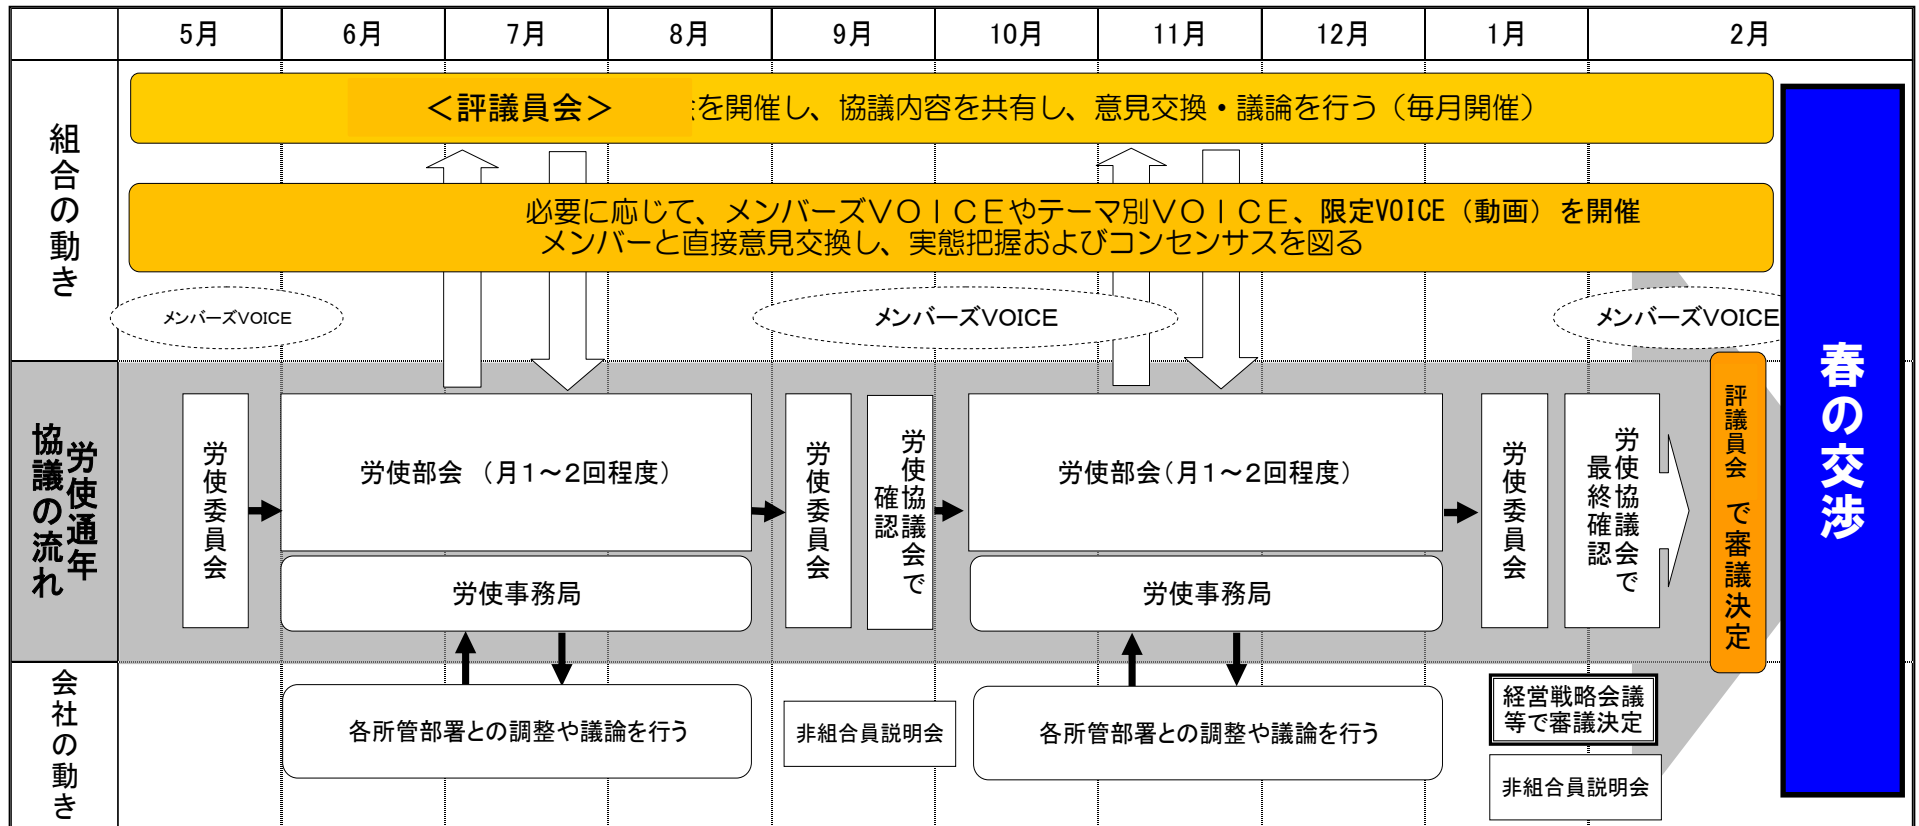 5月
6月
7月
8月
9月
10月
11月
12月
1月
2月
組合の動き
＜評議員会＞
を開催し、協議内容を共有し、意見交換・議論を行う（毎月開催）
必要に応じて、メンバーズVOICEやテーマ別VOICE、限定VOICE（動画）を開催
メンバーと直接意見交換し、実態把握およびコンセンサスを図る
メンバーズVOICE
メンバーズVOICE
メンバーズVOICE
春の交渉
労使通年
協議の流れ
労使委員会
労使部会 （月1～2回程度）
労使事務局
労使委員会
労使協議会で
確認
労使部会（月1～2回程度）
労使事務局
労使委員会
労使協議会で
最終確認
評議員会 で審議決定
会社の動き
各所管部署との調整や議論を行う
非組合員説明会
各所管部署との調整や議論を行う
経営戦略会議
等で審議決定
非組合員説明会